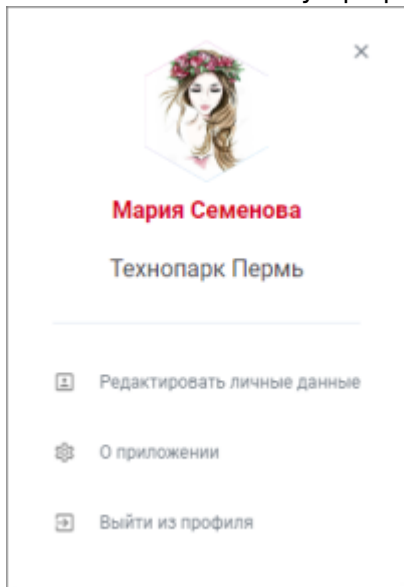 Мария Семенова
Технопарк Пермь
Редактировать личные данные
О приложении
Выйти из профиля